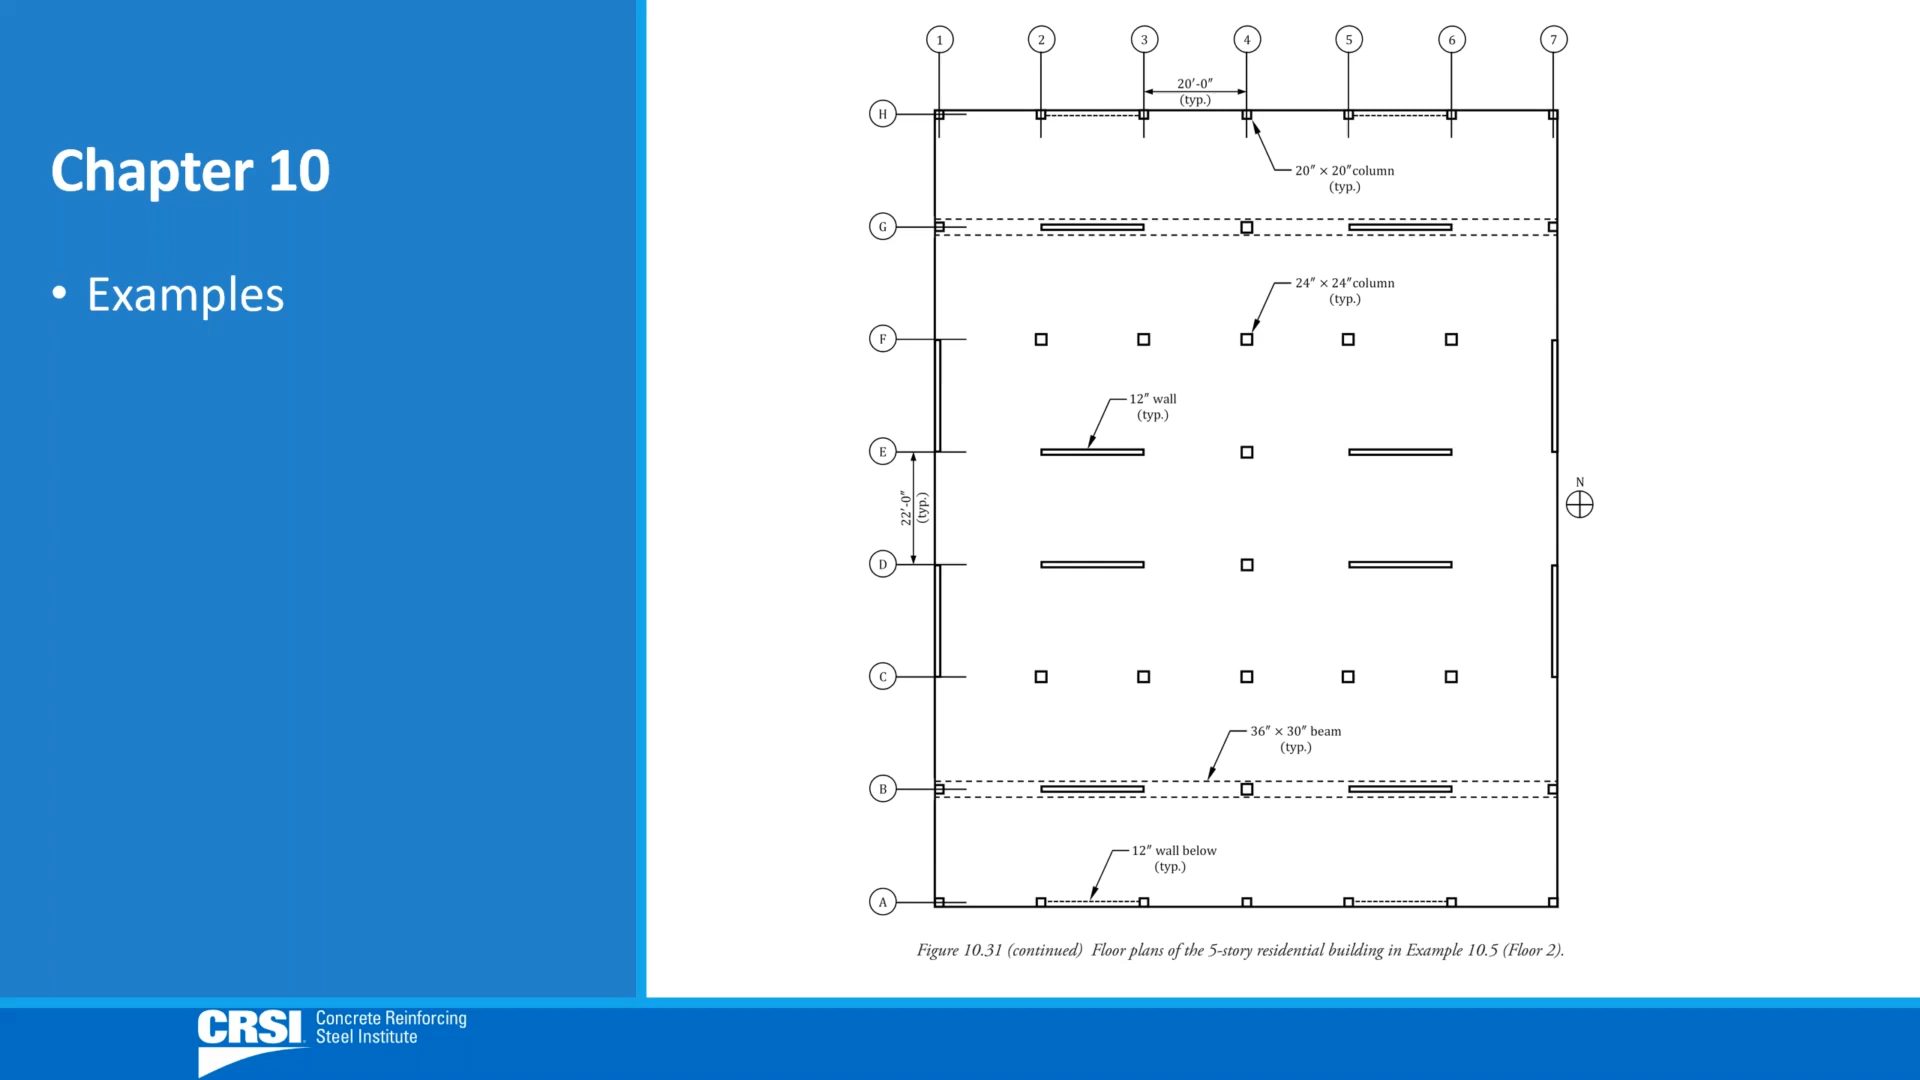 Chapter 10
• Examples
1
2
3
4
5
6
7
20′-0″
(typ.)
H
20″ × 20″column
(typ.)
G
24″ × 24″column
(typ.)
F
12″ wall
(typ.)
E
22′-0″
(typ.)
N
D
C
36″ × 30″ beam
(typ.)
B
12″ wall below
(typ.)
A
Figure 10.31 (continued) Floor plans of the 5-story residential building in Example 10.5 (Floor 2).
CRSI
Concrete Reinforcing
Steel Institute